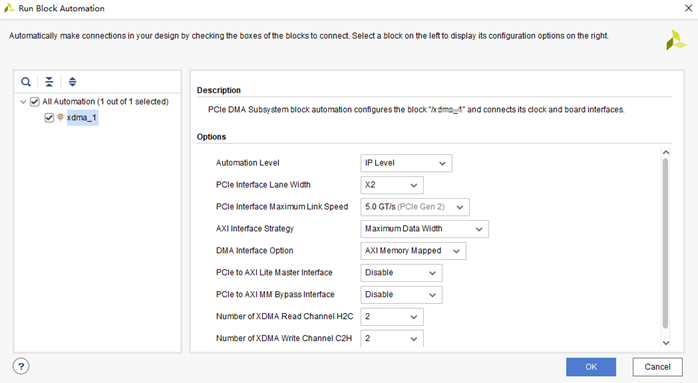 Run Block Automation
Automatically make connections in your design by checking the boxes of the blocks to connect. Select a block on the left to display its configuration options on the right.
All Automation (1 out of 1 selected)
xdma_1
Description
PCIe DMA Subsystem block automation configures the block "/xdma_1" and connects its clock and board interfaces.
Options
Automation Level IP Level
PCIe Interface Lane Width X2
PCIe Interface Maximum Link Speed 5.0 GT/s (PCIe Gen 2)
AXI Interface Strategy Maximum Data Width
DMA Interface Option AXI Memory Mapped
PCIe to AXI Lite Master Interface Disable
PCIe to AXI MM Bypass Interface Disable
Number of XDMA Read Channel H2C 2
Number of XDMA Write Channel C2H 2
? OK Cancel